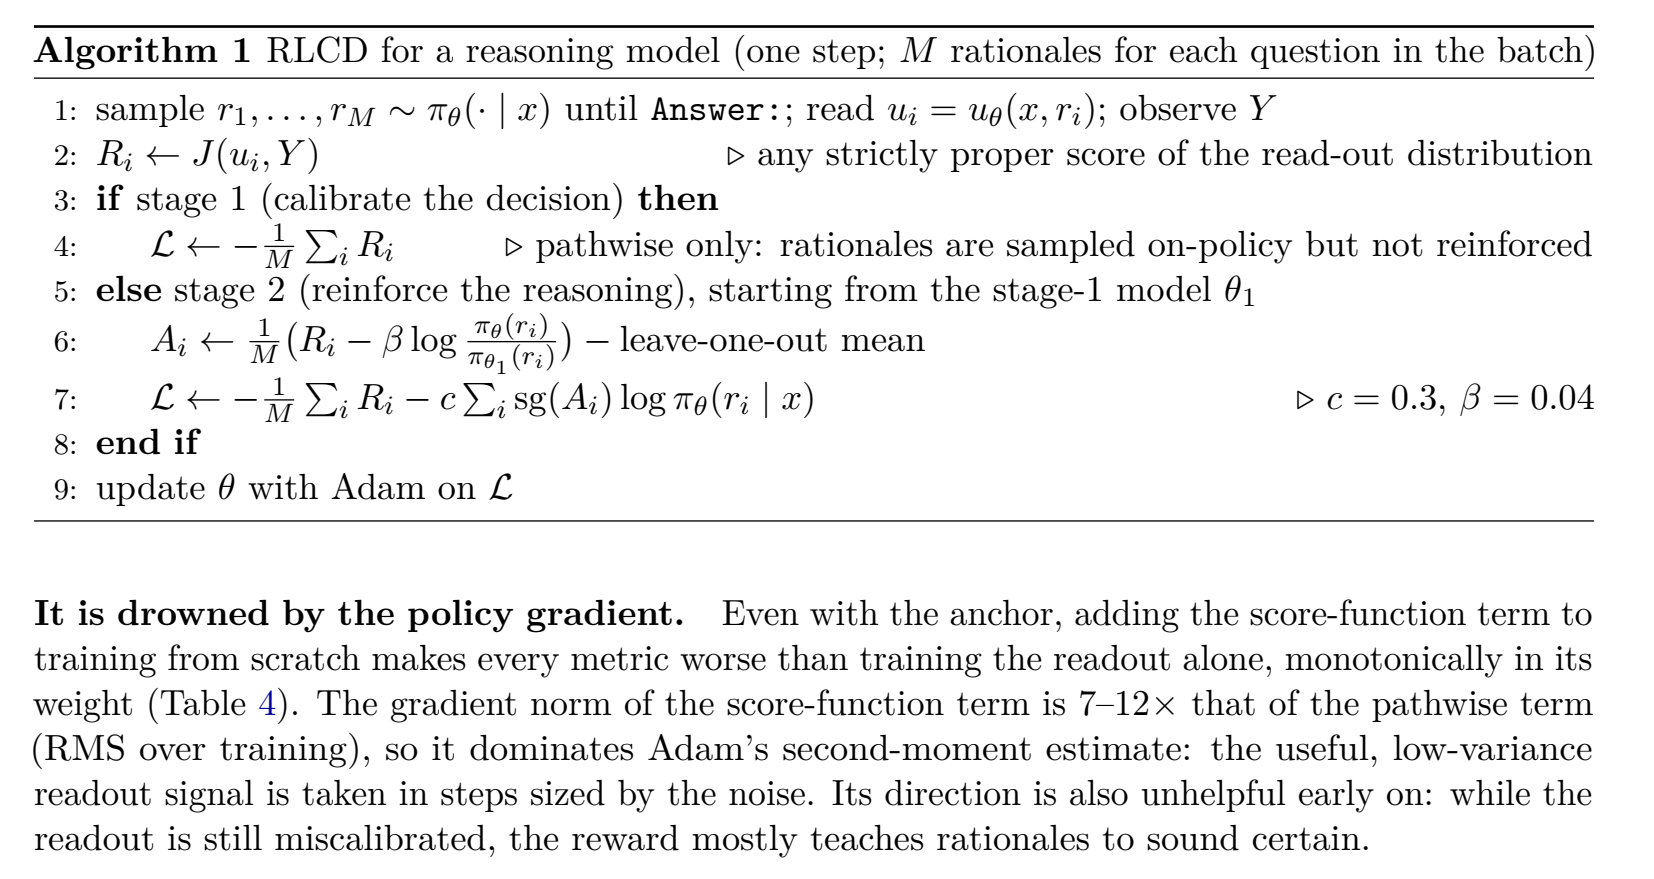 Algorithm 1 RLCD for a reasoning model (one step; M rationales for each question in the batch)
1: sample r_1, . . . , r_M ∼ π_θ(· | x) until Answer:; read u_i = u_θ(x, r_i); observe Y
2: R_i ← J(u_i, Y) ▷ any strictly proper score of the read-out distribution
3: if stage 1 (calibrate the decision) then
4: ℒ ← −1/M ∑_i R_i ▷ pathwise only: rationales are sampled on-policy but not reinforced
5: else stage 2 (reinforce the reasoning), starting from the stage-1 model θ_1
6: A_i ← 1/M (R_i − β log π_θ(r_i)/π_θ_1(r_i)) − leave-one-out mean
7: ℒ ← −1/M ∑_i R_i − c ∑_i sg(A_i) log π_θ(r_i | x) ▷ c = 0.3, β = 0.04
8: end if
9: update θ with Adam on ℒ
It is drowned by the policy gradient. Even with the anchor, adding the score-function term to
training from scratch makes every metric worse than training the readout alone, monotonically in its
weight (Table 4). The gradient norm of the score-function term is 7–12× that of the pathwise term
(RMS over training), so it dominates Adam's second-moment estimate: the useful, low-variance
readout signal is taken in steps sized by the noise. Its direction is also unhelpful early on: while the
readout is still miscalibrated, the reward mostly teaches rationales to sound certain.